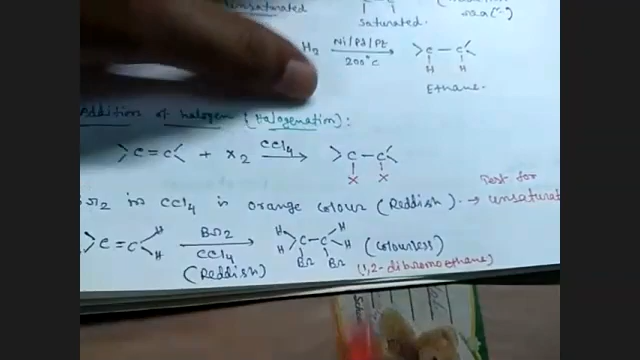 unsaturated
Saturated.
H2 Ni/Pd/Pt 200°C >C-C< H H
Ethane.
Addition of halogen (Halogenation):
>C=C< + X2 CCl4 >C-C< X X
Br2 in CCl4 is orange colour (Reddish). → Test for unsaturat
>C=C< H H Br2 CCl4 (Reddish) H H >C-C< H H Br Br (Colourless)
(1,2-dibromoethane)